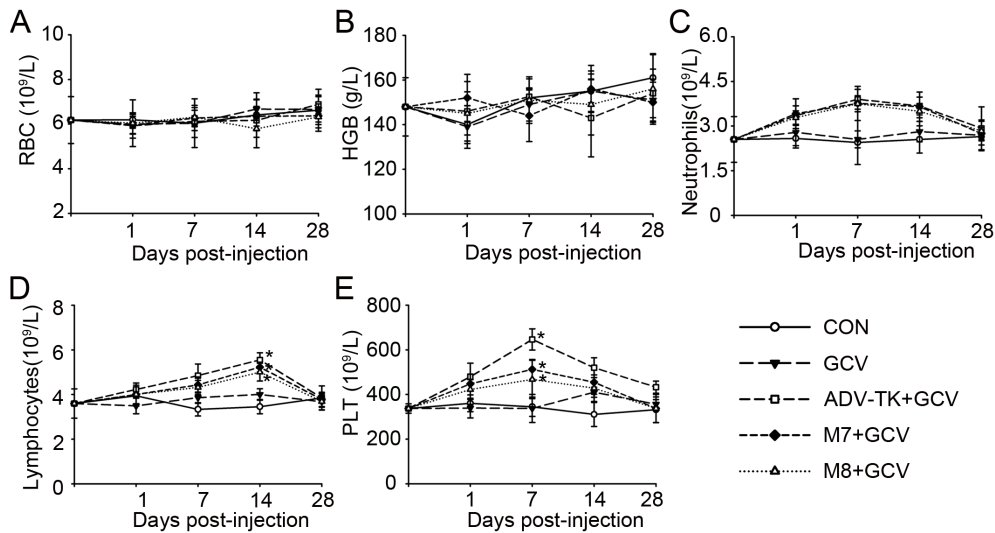 A
RBC (10⁹/L)
10
8
6
4
2
1 7 14 28
Days post-injection
B
HGB (g/L)
180
160
140
120
100
1 7 14 28
Days post-injection
C
Neutrophils(10⁹/L)
6.0
4.5
3.0
1.5
0
1 7 14 28
Days post-injection
D
Lymphocytes(10⁹/L)
8
6
4
2
0
*
*
*
1 7 14 28
Days post-injection
E
PLT (10⁹/L)
800
600
400
200
0
*
*
*
1 7 14 28
Days post-injection
CON
GCV
ADV-TK+GCV
M7+GCV
M8+GCV